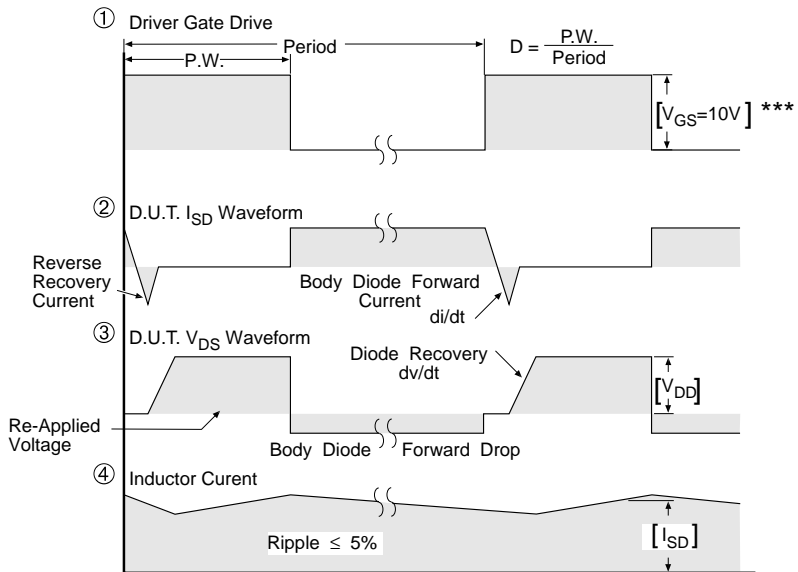 ① Driver Gate Drive
Period
P.W.
D = P.W. / Period
[VGS=10V] ***
② D.U.T. ISD Waveform
Reverse
Recovery
Current
Body Diode Forward
Current
di/dt
③ D.U.T. VDS Waveform
Diode Recovery
dv/dt
[VDD]
Re-Applied
Voltage
Body Diode Forward Drop
④ Inductor Curent
Ripple ≤ 5%
[ISD]